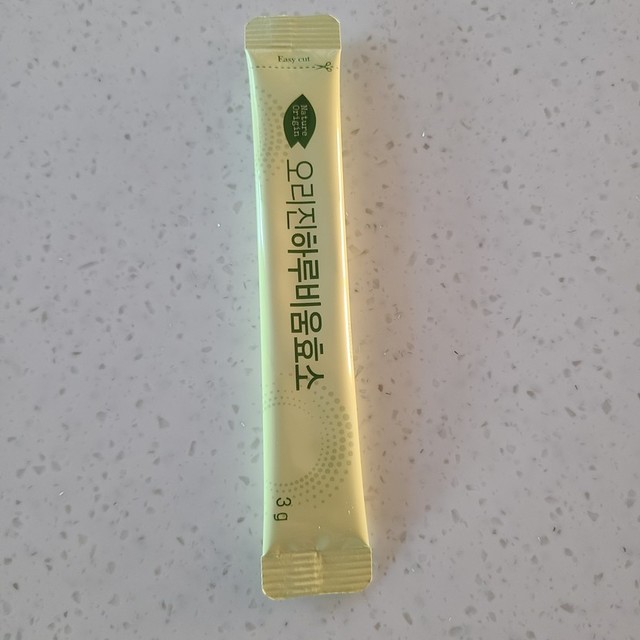 Easy cut
Nature
Origin
오리진하루비움효소
3g